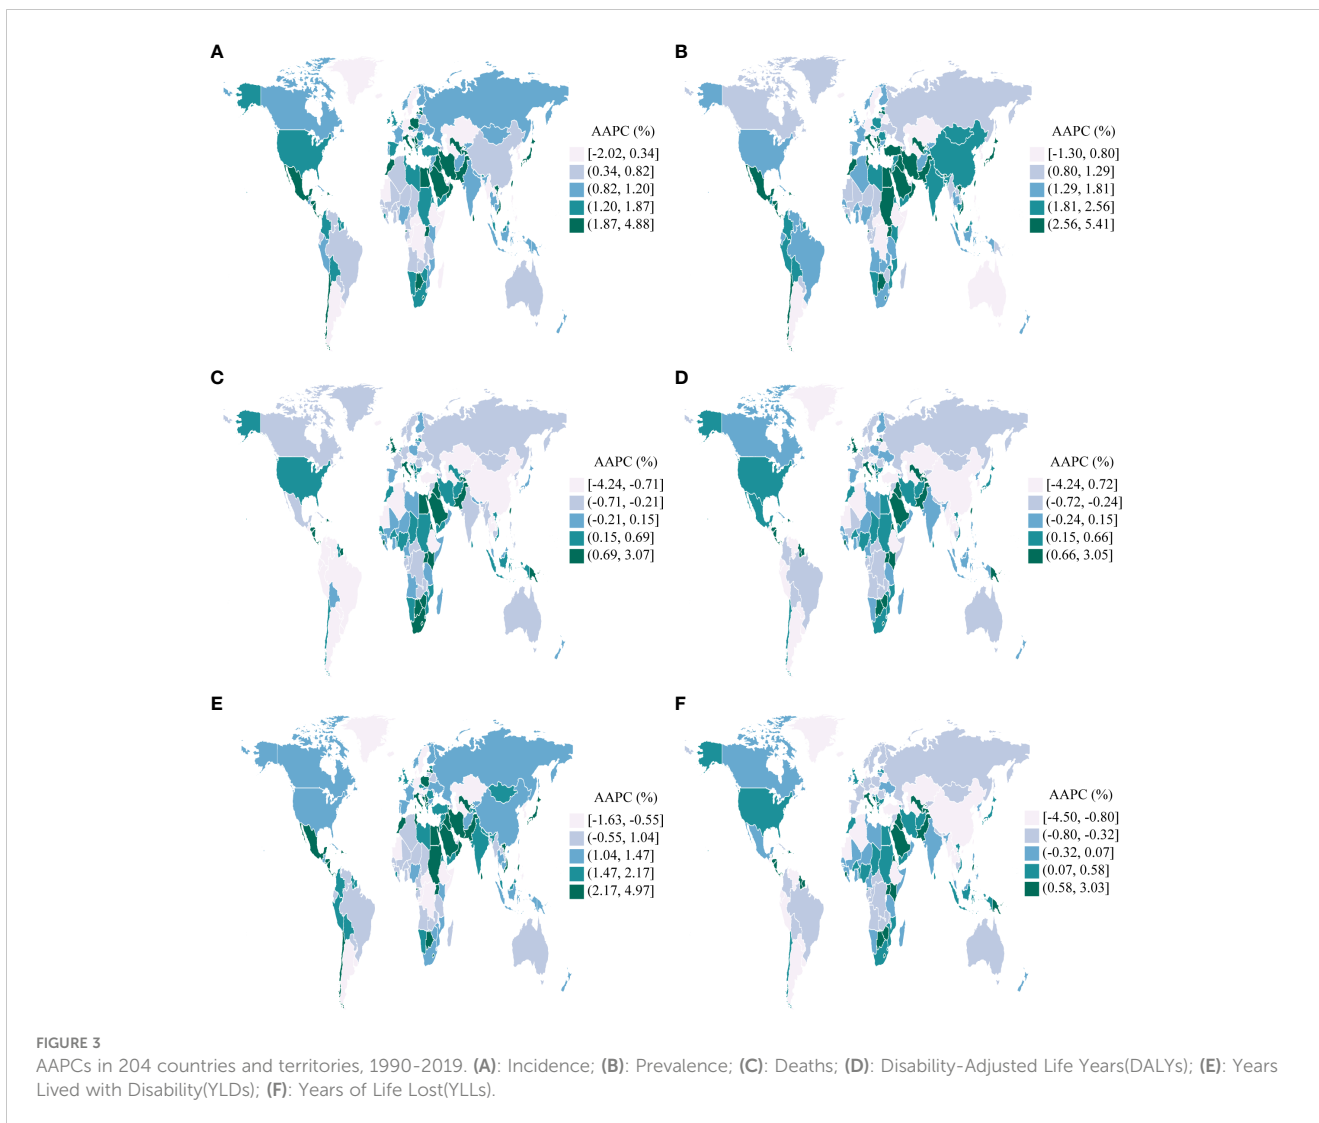 A
AAPC (%)
[-2.02, 0.34]
(0.34, 0.82]
(0.82, 1.20]
(1.20, 1.87]
(1.87, 4.88]
B
AAPC (%)
[-1.30, 0.80]
(0.80, 1.29]
(1.29, 1.81]
(1.81, 2.56]
(2.56, 5.41]
C
AAPC (%)
[-4.24, -0.71]
(-0.71, -0.21]
(-0.21, 0.15]
(0.15, 0.69]
(0.69, 3.07]
D
AAPC (%)
[-4.24, 0.72]
(-0.72, -0.24]
(-0.24, 0.15]
(0.15, 0.66]
(0.66, 3.05]
E
AAPC (%)
[-1.63, -0.55]
(-0.55, 1.04]
(1.04, 1.47]
(1.47, 2.17]
(2.17, 4.97]
F
AAPC (%)
[-4.50, -0.80]
(-0.80, -0.32]
(-0.32, 0.07]
(0.07, 0.58]
(0.58, 3.03]
FIGURE 3
AAPCs in 204 countries and territories, 1990-2019. (A): Incidence; (B): Prevalence; (C): Deaths; (D): Disability-Adjusted Life Years(DALYs); (E): Years
Lived with Disability(YLDs); (F): Years of Life Lost(YLLs).